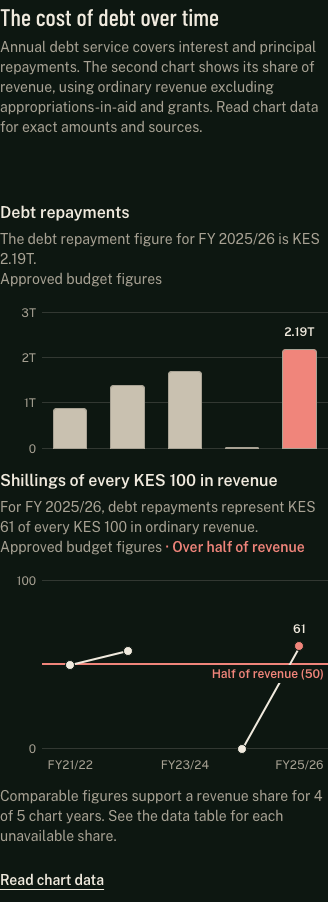 The cost of debt over time
Annual debt service covers interest and principal
repayments. The second chart shows its share of
revenue, using ordinary revenue excluding
appropriations-in-aid and grants. Read chart data
for exact amounts and sources.
Debt repayments
The debt repayment figure for FY 2025/26 is KES
2.19T.
Approved budget figures
3T
2.19T
2T
1T
0
Shillings of every KES 100 in revenue
For FY 2025/26, debt repayments represent KES
61 of every KES 100 in ordinary revenue.
Approved budget figures · Over half of revenue
100
61
Half of revenue (50)
0
FY21/22 FY23/24 FY25/26
Comparable figures support a revenue share for 4
of 5 chart years. See the data table for each
unavailable share.
Read chart data